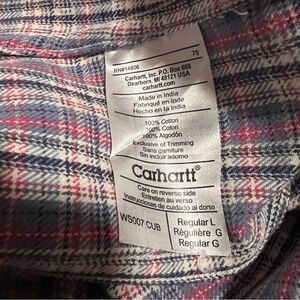 RN#14806
75
Carhartt, Inc. P.O. Box 600
Dearborn, MI 48121 USA
carhartt.com
Made in India
Fabriqué en Inde
Hecho en la India
100% Cotton
100% Cotton
100% Algodón
Exclusive of Trimming
Sans garniture
Sin incluir adorno
Carhartt
Care on reverse side
Entretien au verso
Instrucciones de cuidado al dorso
WS007 CUB
Regular L
Régulière G
Regular G